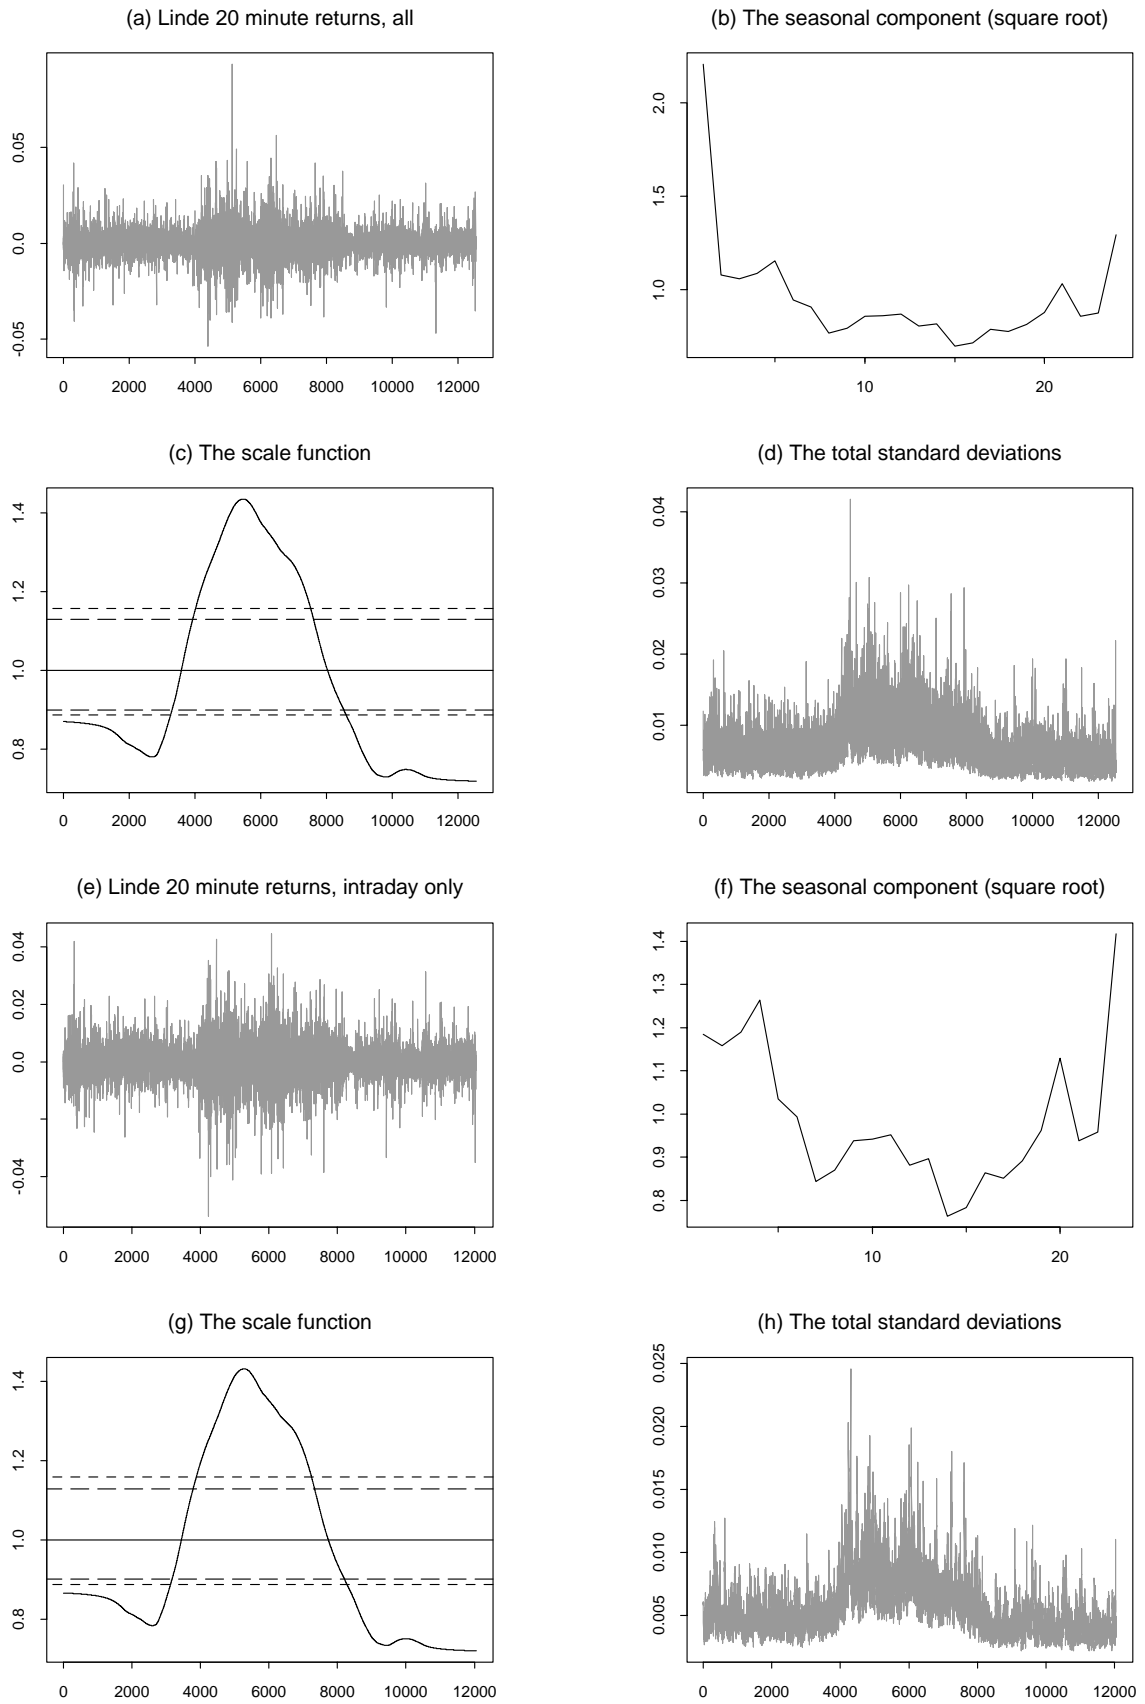 (a) Linde 20 minute returns, all
0.05
0.0
-0.05
0 2000 4000 6000 8000 10000 12000
(b) The seasonal component (square root)
2.0
1.5
1.0
10 20
(c) The scale function
1.4
1.2
1.0
0.8
0 2000 4000 6000 8000 10000 12000
(d) The total standard deviations
0.04
0.03
0.02
0.01
0 2000 4000 6000 8000 10000 12000
(e) Linde 20 minute returns, intraday only
0.04
0.02
0.0
-0.04
0 2000 4000 6000 8000 10000 12000
(f) The seasonal component (square root)
1.4
1.3
1.2
1.1
1.0
0.9
0.8
10 20
(g) The scale function
1.4
1.2
1.0
0.8
0 2000 4000 6000 8000 10000 12000
(h) The total standard deviations
0.025
0.020
0.015
0.010
0.005
0 2000 4000 6000 8000 10000 12000